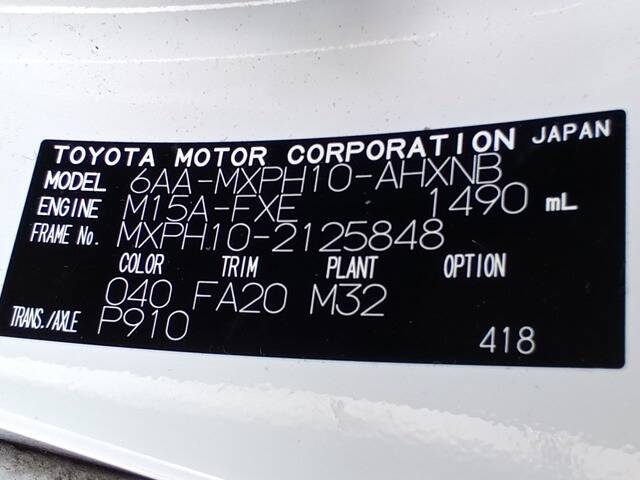 TOYOTA MOTOR CORPORATION JAPAN
MODEL 6AA-MXPH10-AHXNB
ENGINE M15A-FXE 1490 mL
FRAME No. MXPH10-2125848
COLOR TRIM PLANT OPTION
040 FA20 M32
TRANS./AXLE P910
418